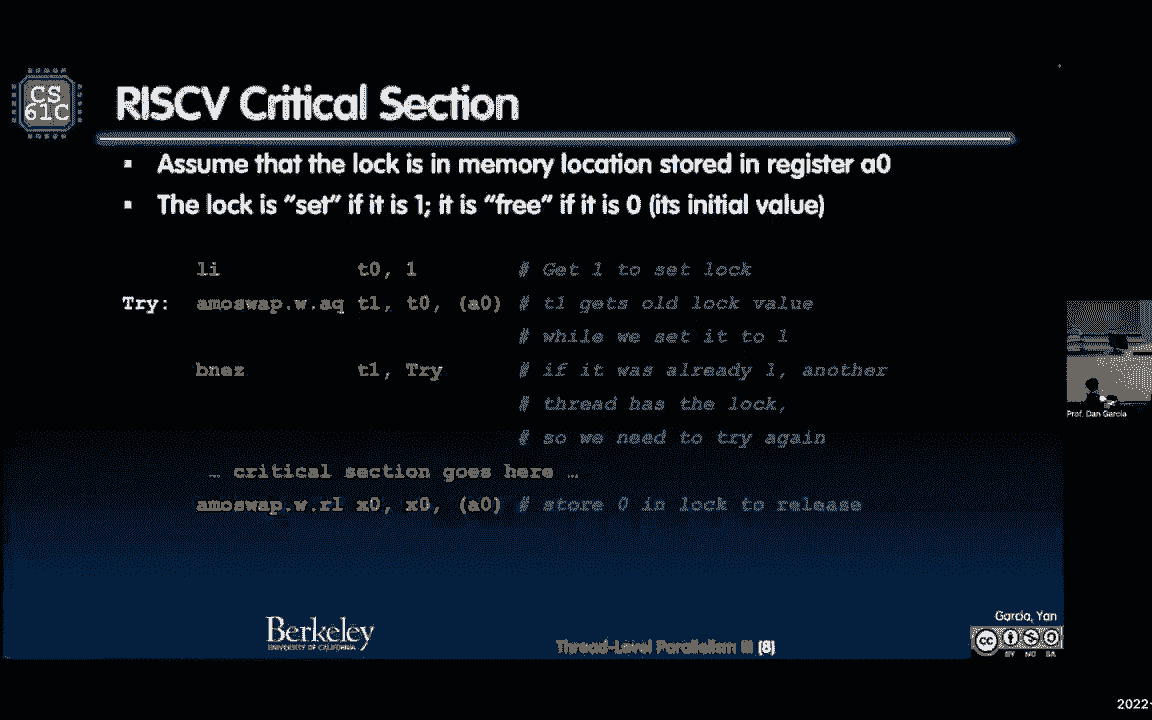 CS
61C
RISCV Critical Section
▪ Assume that the lock is in memory location stored in register a0
▪ The lock is “set” if it is 1; it is “free” if it is 0 (its initial value)
li t0, 1 # Get 1 to set lock
Try: amoswap.w.aq t1, t0, (a0) # t1 gets old lock value
# while we set it to 1
bnez t1, Try # if it was already 1, another
# thread has the lock,
# so we need to try again
… critical section goes here …
amoswap.w.rl x0, x0, (a0) # store 0 in lock to release
Prof. Dan Garcia
Garcia, Yan
Berkeley
UNIVERSITY OF CALIFORNIA
Thread-Level Parallelism III (8)
cc
BY NC SA
2022-